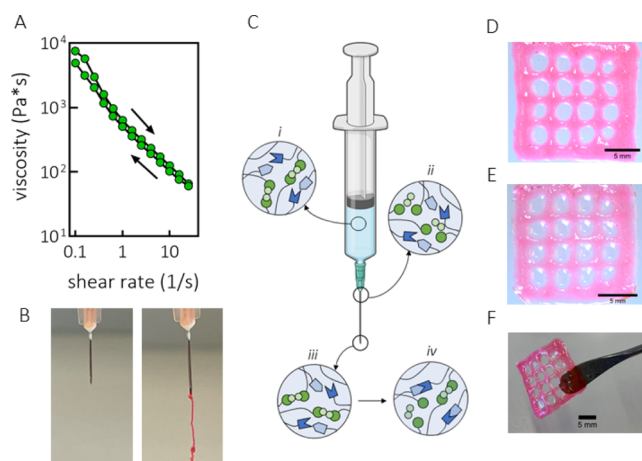 A
10⁴
10³
10²
10¹
viscosity (Pa*s)
0.1 1 10
shear rate (1/s)
B
C
i
ii
iii
iv
D
5 mm
E
5 mm
F
5 mm